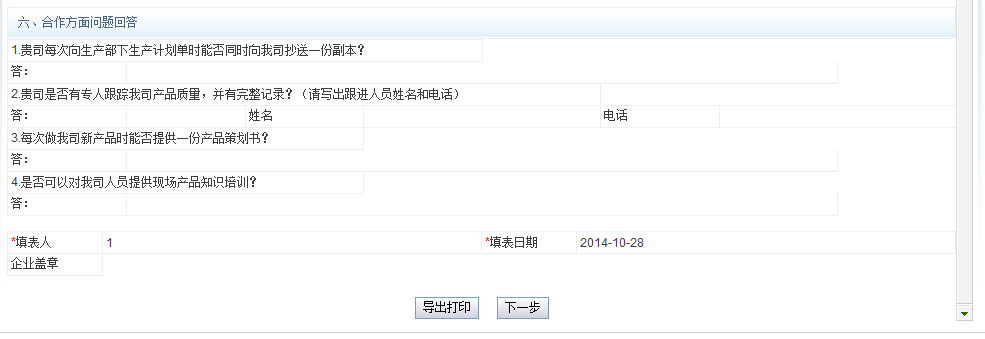 六、合作方面问题回答
1.贵司每次向生产部下生产计划单时能否同时向我司抄送一份副本？
答：
2.贵司是否有专人跟踪我司产品质量，并有完整记录？（请写出跟进人员姓名和电话）
答： 姓名 电话
3.每次做我司新产品时能否提供一份产品策划书？
答：
4.是否可以对我司人员提供现场产品知识培训？
答：
*填表人 1 *填表日期 2014-10-28
企业盖章
导出打印 下一步